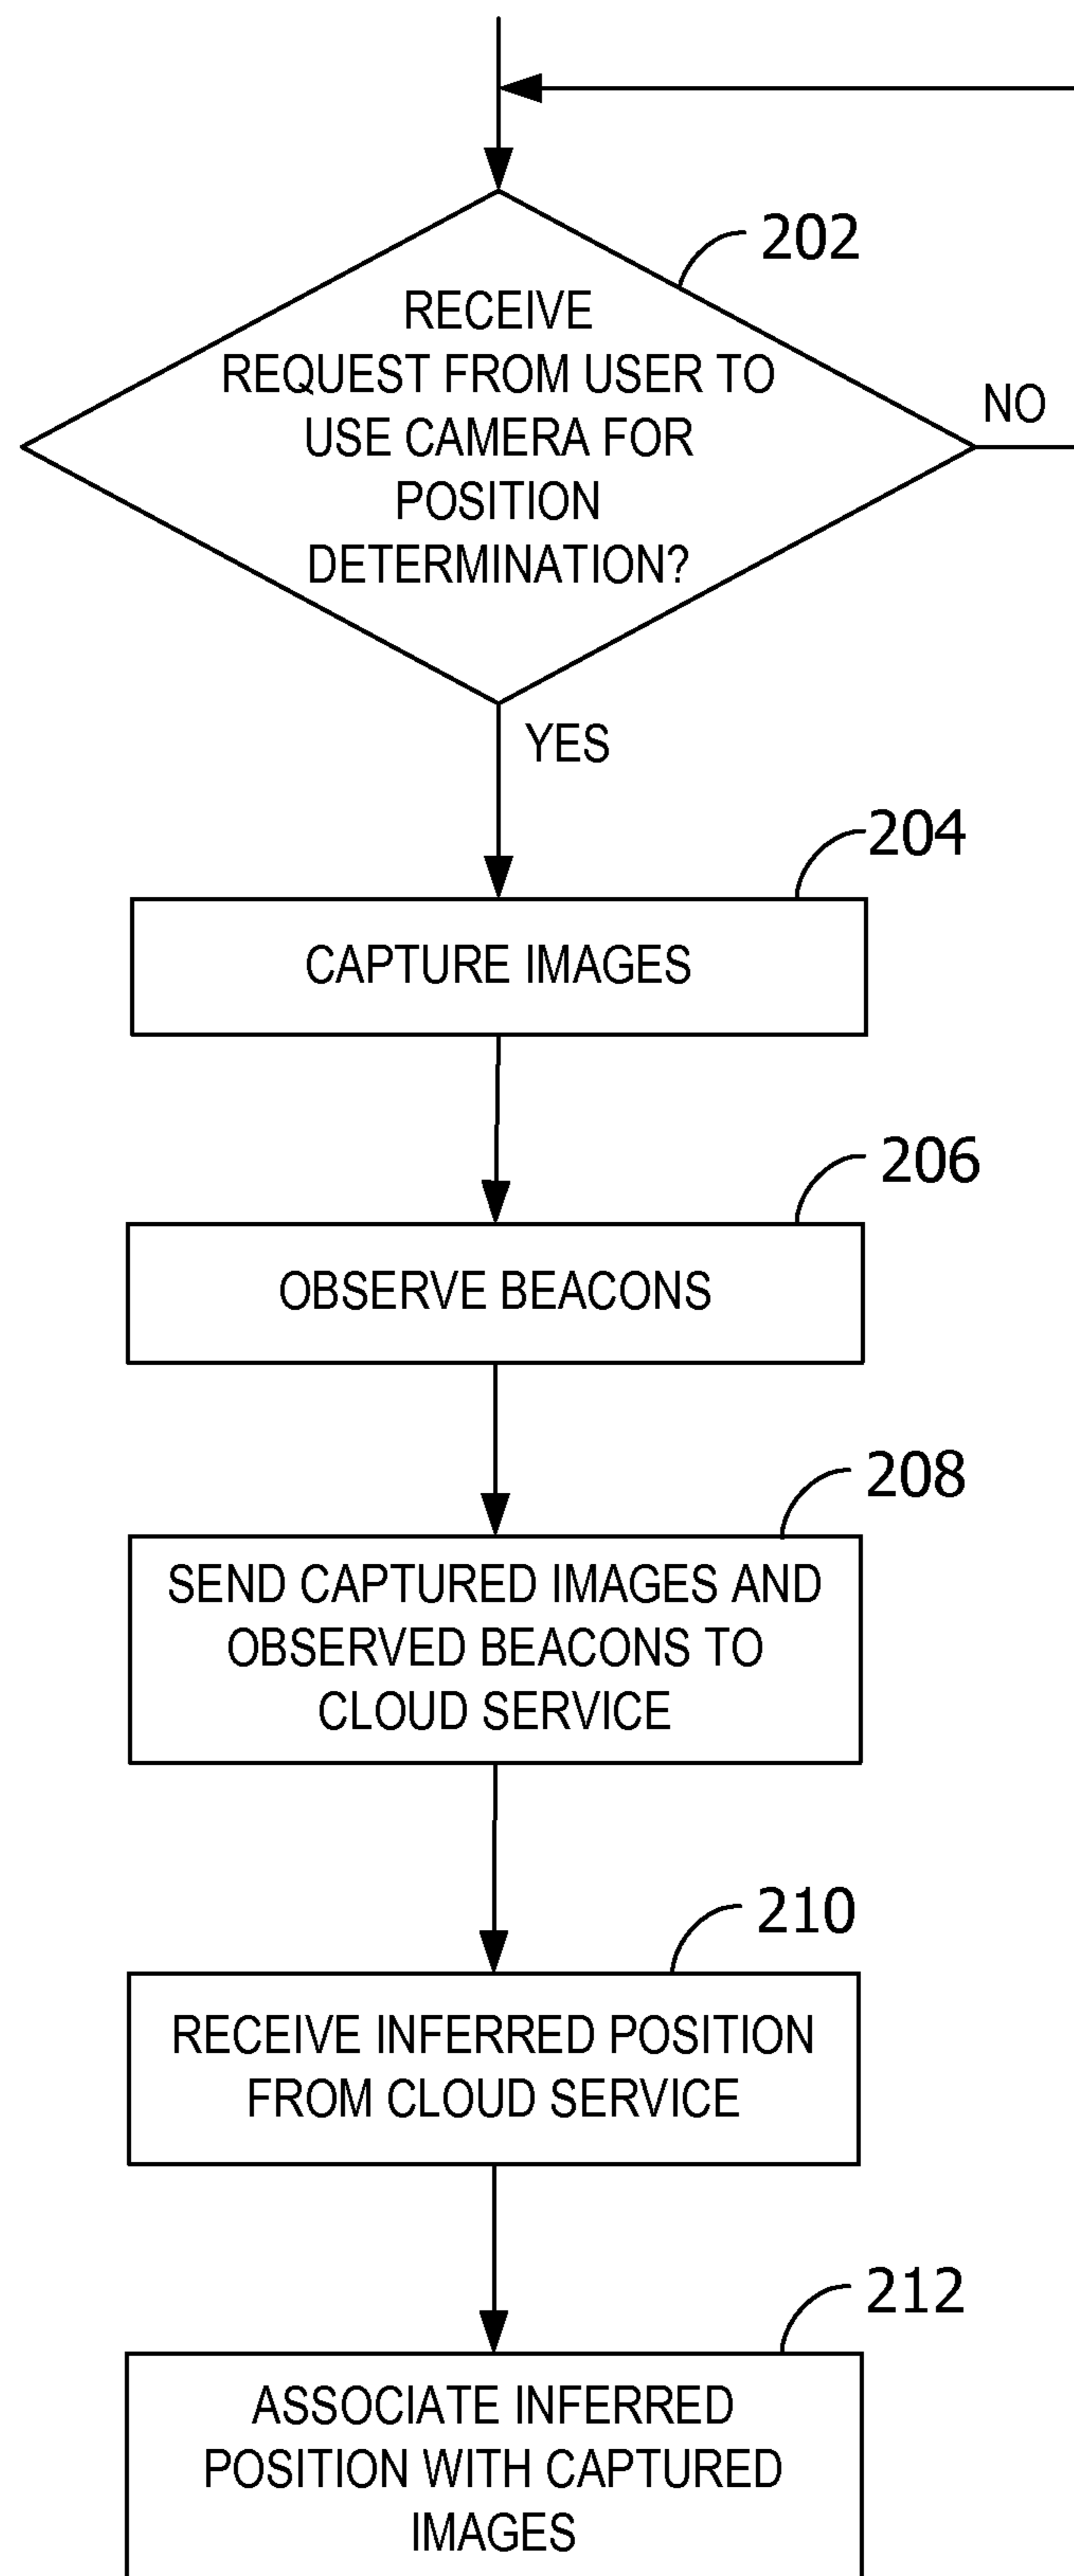 202
RECEIVE
REQUEST FROM USER TO
USE CAMERA FOR
POSITION
DETERMINATION?
NO
YES
204
CAPTURE IMAGES
206
OBSERVE BEACONS
208
SEND CAPTURED IMAGES AND
OBSERVED BEACONS TO
CLOUD SERVICE
210
RECEIVE INFERRED POSITION
FROM CLOUD SERVICE
212
ASSOCIATE INFERRED
POSITION WITH CAPTURED
IMAGES